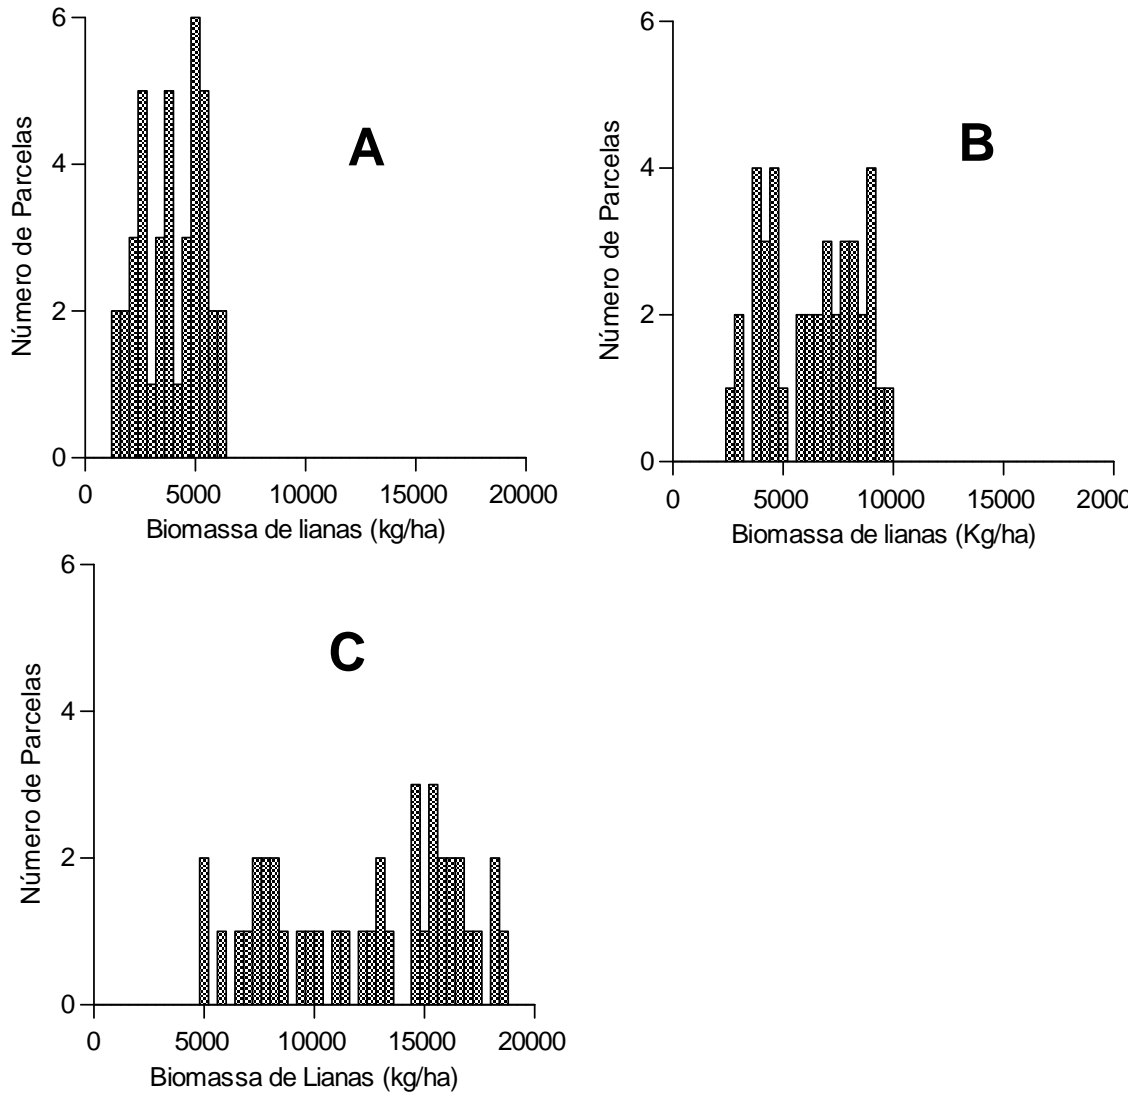 6
4
2
0
Número de Parcelas
A
0 5000 10000 15000 20000
Biomassa de lianas (kg/ha)
6
4
2
0
Número de Parcelas
B
0 5000 10000 15000 2000
Biomassa de lianas (Kg/ha)
6
4
2
0
Número de Parcelas
C
0 5000 10000 15000 20000
Biomassa de Lianas (kg/ha)